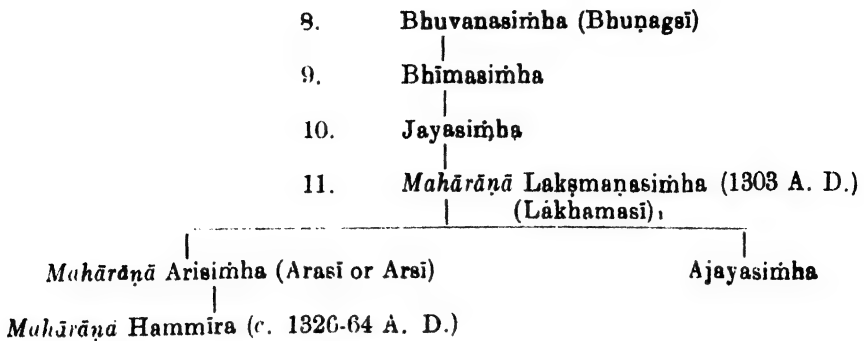 8. Bhuvanasiṁha (Bhuṇagsī)
9. Bhīmasiṁha
10. Jayasiṁha
11. Mahārāṇā Lakṣmaṇasiṁha (1303 A. D.)
(Lākhamasī),
Mahārāṇā Arisiṁha (Arasī or Arsī) Ajayasiṁha
Mahārāṇā Hammīra (c. 1326-64 A. D.)